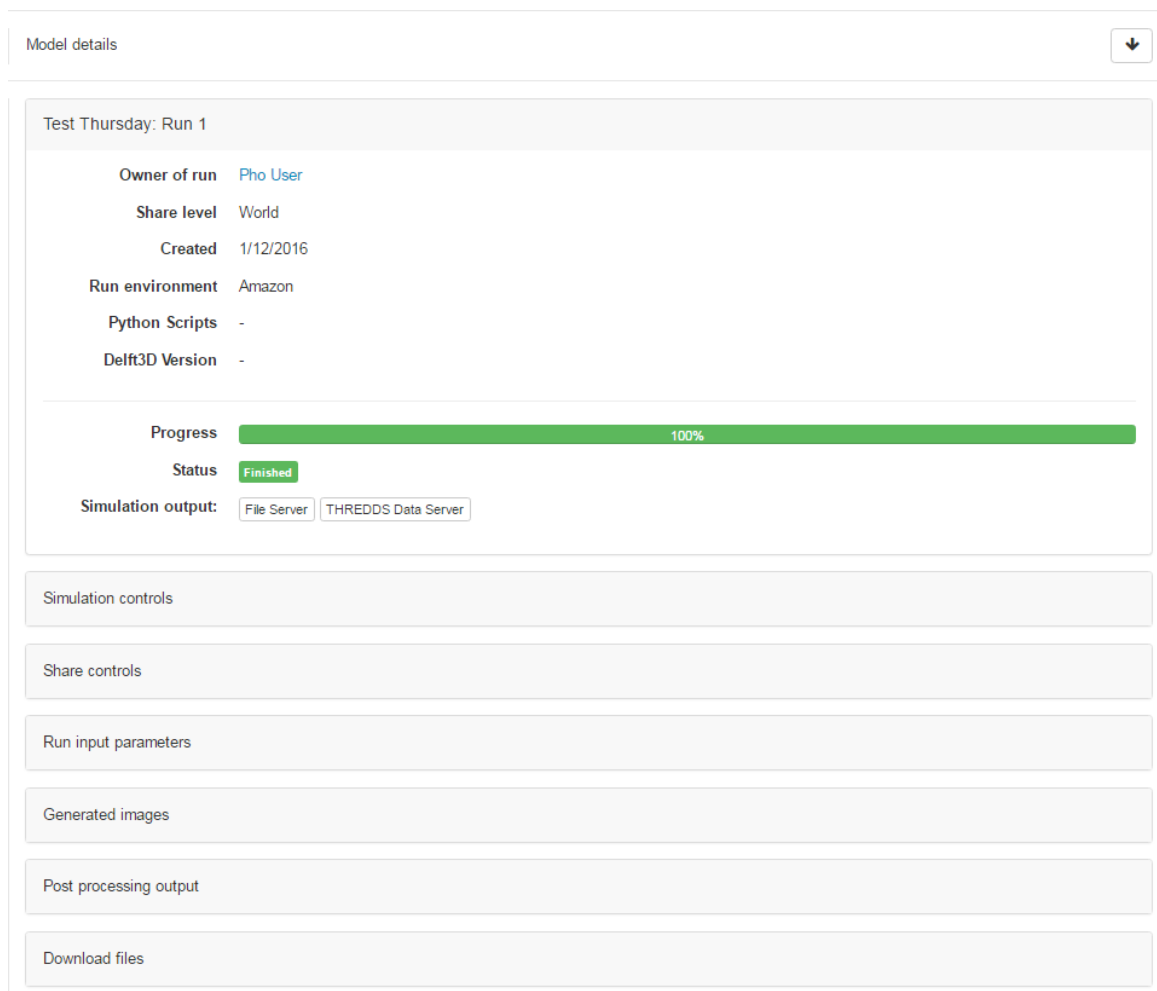 Model details
Test Thursday: Run 1
Owner of run Pho User
Share level World
Created 1/12/2016
Run environment Amazon
Python Scripts -
Delft3D Version -
Progress 100%
Status Finished
Simulation output: File Server THREDDS Data Server
Simulation controls
Share controls
Run input parameters
Generated images
Post processing output
Download files